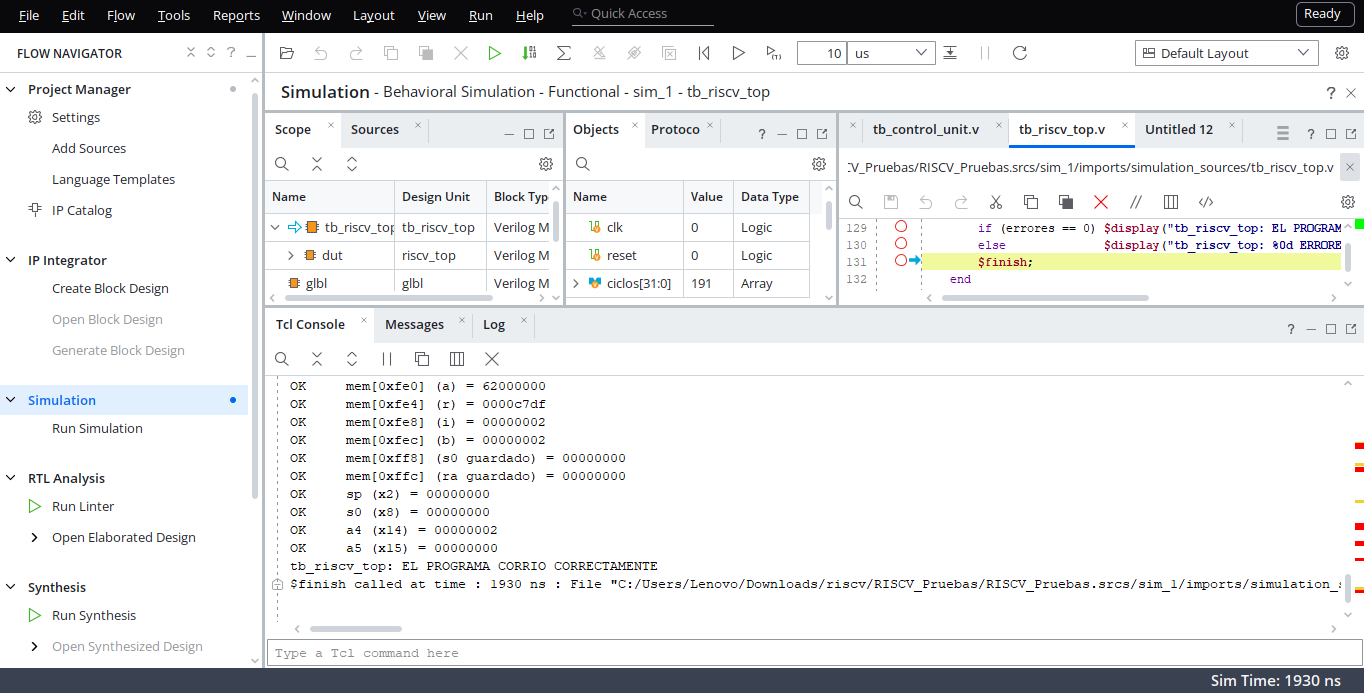 File Edit Flow Tools Reports Window Layout View Run Help Quick Access Ready
FLOW NAVIGATOR
10 us Default Layout
Project Manager
Settings
Add Sources
Language Templates
IP Catalog
IP Integrator
Create Block Design
Open Block Design
Generate Block Design
Simulation
Run Simulation
RTL Analysis
Run Linter
Open Elaborated Design
Synthesis
Run Synthesis
Open Synthesized Design
Simulation - Behavioral Simulation - Functional - sim_1 - tb_riscv_top
Scope Sources
Name Design Unit Block Typ
tb_riscv_top tb_riscv_top Verilog M
dut riscv_top Verilog M
glbl glbl Verilog M
Objects Protoco
Name Value Data Type
clk 0 Logic
reset 0 Logic
ciclos[31:0] 191 Array
tb_control_unit.v tb_riscv_top.v Untitled 12
CV_Pruebas/RISCV_Pruebas.srcs/sim_1/imports/simulation_sources/tb_riscv_top.v
129 if (errores == 0) $display("tb_riscv_top: EL PROGRAM
130 else $display("tb_riscv_top: %0d ERRORE
131 $finish;
132 end
Tcl Console Messages Log
OK mem[0xfe0] (a) = 62000000
OK mem[0xfe4] (r) = 0000c7df
OK mem[0xfe8] (i) = 00000002
OK mem[0xfec] (b) = 00000002
OK mem[0xff8] (s0 guardado) = 00000000
OK mem[0xffc] (ra guardado) = 00000000
OK sp (x2) = 00000000
OK s0 (x8) = 00000000
OK a4 (x14) = 00000002
OK a5 (x15) = 00000000
tb_riscv_top: EL PROGRAMA CORRIO CORRECTAMENTE
$finish called at time : 1930 ns : File "C:/Users/Lenovo/Downloads/riscv/RISCV_Pruebas/RISCV_Pruebas.srcs/sim_1/imports/simulation_s
Type a Tcl command here
Sim Time: 1930 ns